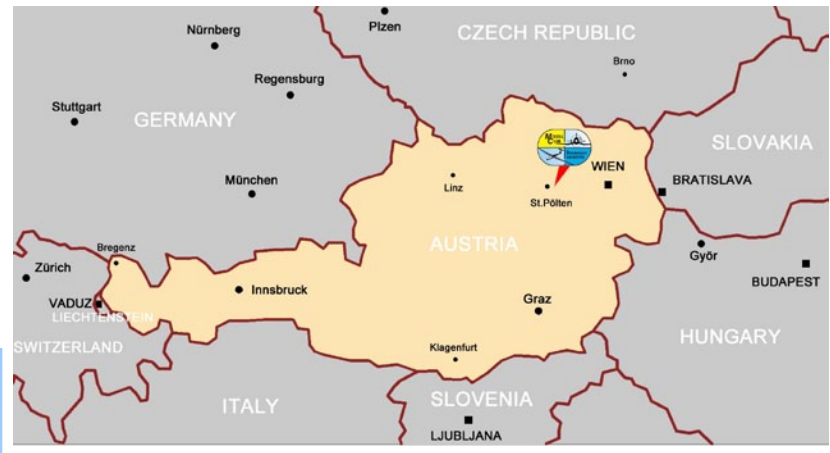 Plzen
Nürnberg
CZECH REPUBLIC
Brno
Regensburg
Stuttgart
GERMANY
SLOVAKIA
WIEN
München
Linz
St.Pölten
BRATISLAVA
AUSTRIA
Bregenz
Györ
Zürich
BUDAPEST
Innsbruck
VADUZ
Graz
LIECHTENSTEIN
HUNGARY
SWITZERLAND
Klagenfurt
ITALY
SLOVENIA
LJUBLJANA